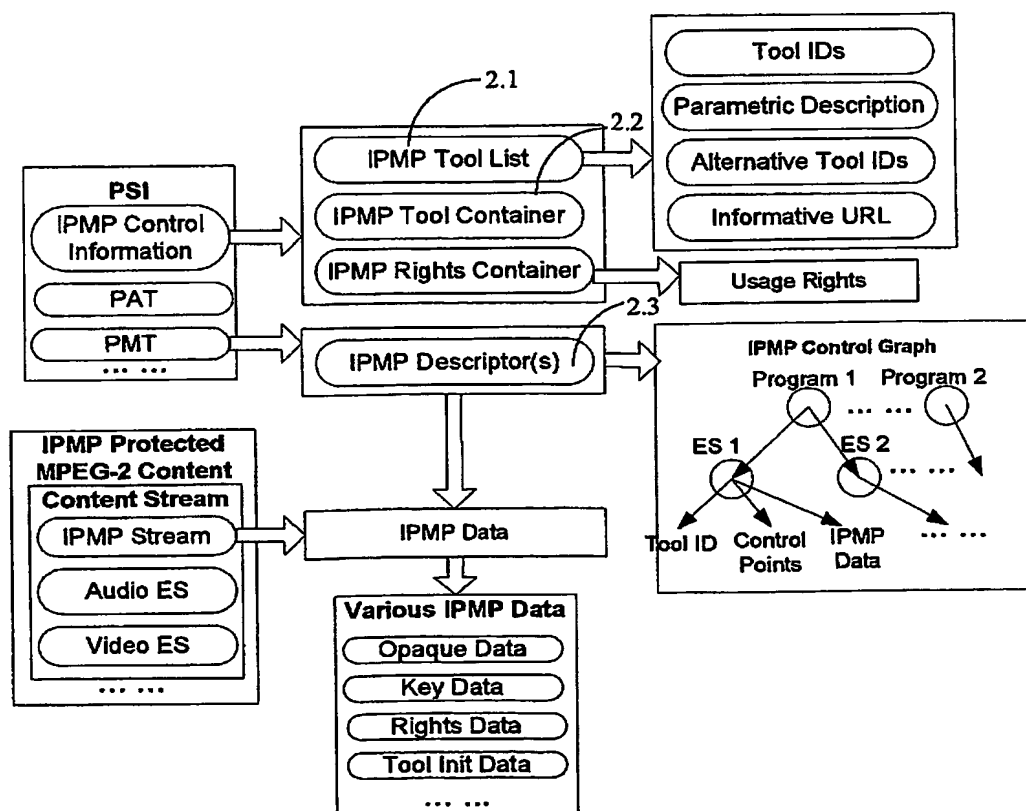 2.1
2.2
Tool IDs
Parametric Description
Alternative Tool IDs
Informative URL
IPMP Tool List
IPMP Tool Container
IPMP Rights Container
Usage Rights
PSI
IPMP Control
Information
PAT
PMT
... ...
2.3
IPMP Descriptor(s)
IPMP Control Graph
Program 1
Program 2
... ...
ES 1
ES 2
... ...
Tool ID
Control
Points
IPMP
Data
... ...
IPMP Protected
MPEG-2 Content
Content Stream
IPMP Stream
Audio ES
Video ES
... ...
IPMP Data
Various IPMP Data
Opaque Data
Key Data
Rights Data
Tool Init Data
... ...